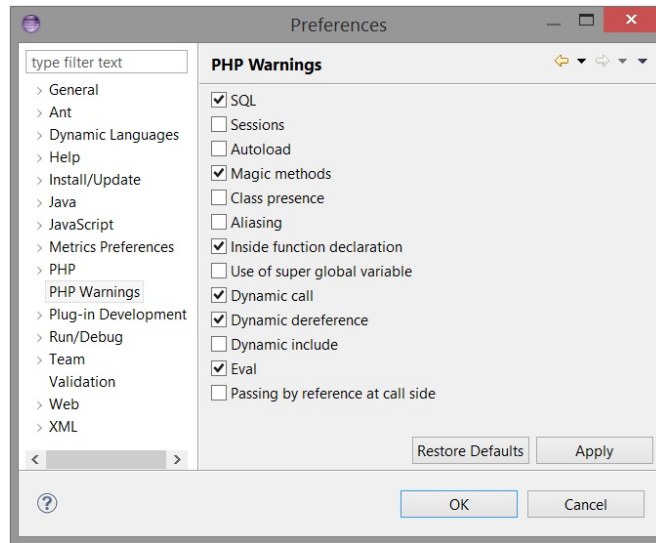 Preferences
type filter text
General
Ant
Dynamic Languages
Help
Install/Update
Java
JavaScript
Metrics Preferences
PHP
PHP Warnings
Plug-in Development
Run/Debug
Team
Validation
Web
XML
PHP Warnings
SQL
Sessions
Autoload
Magic methods
Class presence
Aliasing
Inside function declaration
Use of super global variable
Dynamic call
Dynamic dereference
Dynamic include
Eval
Passing by reference at call side
Restore Defaults
Apply
OK
Cancel